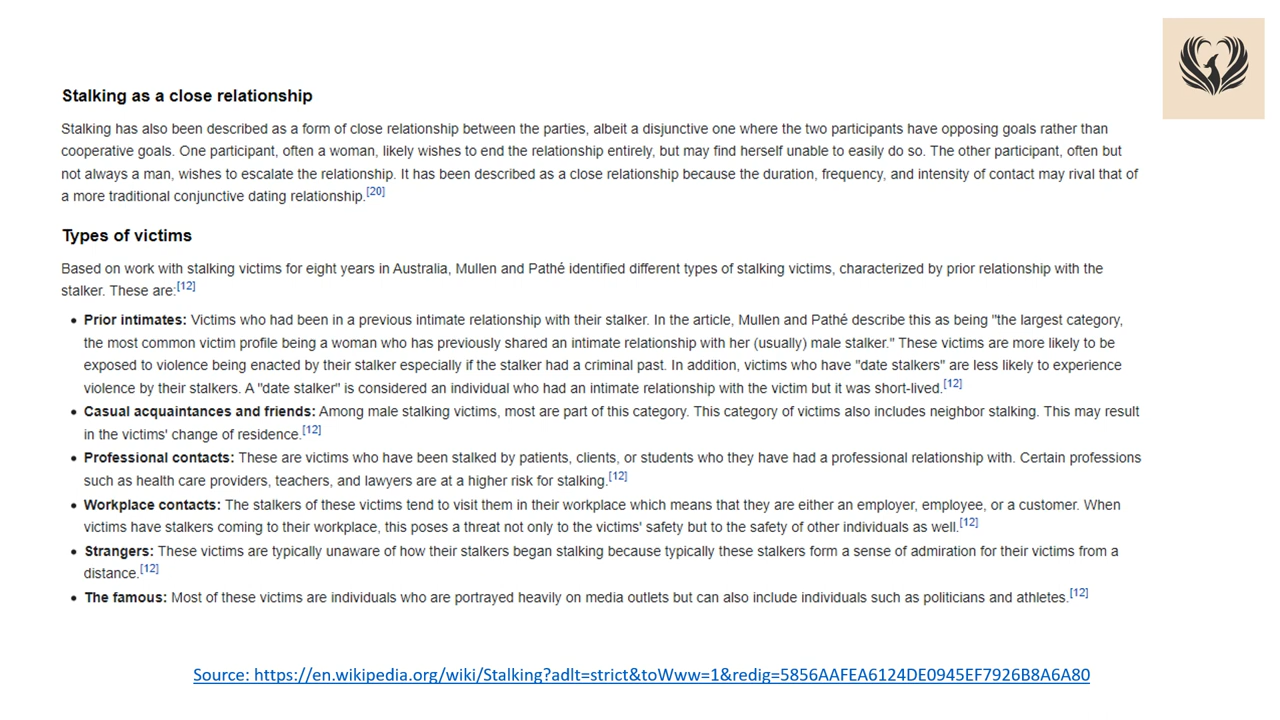 Stalking as a close relationship
Stalking has also been described as a form of close relationship between the parties, albeit a disjunctive one where the two participants have opposing goals rather than
cooperative goals. One participant, often a woman, likely wishes to end the relationship entirely, but may find herself unable to easily do so. The other participant, often but
not always a man, wishes to escalate the relationship. It has been described as a close relationship because the duration, frequency, and intensity of contact may rival that of
a more traditional conjunctive dating relationship.[20]
Types of victims
Based on work with stalking victims for eight years in Australia, Mullen and Pathé identified different types of stalking victims, characterized by prior relationship with the
stalker. These are:[12]
• Prior intimates: Victims who had been in a previous intimate relationship with their stalker. In the article, Mullen and Pathé describe this as being "the largest category,
the most common victim profile being a woman who has previously shared an intimate relationship with her (usually) male stalker." These victims are more likely to be
exposed to violence being enacted by their stalker especially if the stalker had a criminal past. In addition, victims who have "date stalkers" are less likely to experience
violence by their stalkers. A "date stalker" is considered an individual who had an intimate relationship with the victim but it was short-lived.[12]
• Casual acquaintances and friends: Among male stalking victims, most are part of this category. This category of victims also includes neighbor stalking. This may result
in the victims' change of residence.[12]
• Professional contacts: These are victims who have been stalked by patients, clients, or students who they have had a professional relationship with. Certain professions
such as health care providers, teachers, and lawyers are at a higher risk for stalking.[12]
• Workplace contacts: The stalkers of these victims tend to visit them in their workplace which means that they are either an employer, employee, or a customer. When
victims have stalkers coming to their workplace, this poses a threat not only to the victims' safety but to the safety of other individuals as well.[12]
• Strangers: These victims are typically unaware of how their stalkers began stalking because typically these stalkers form a sense of admiration for their victims from a
distance.[12]
• The famous: Most of these victims are individuals who are portrayed heavily on media outlets but can also include individuals such as politicians and athletes.[12]
Source: https://en.wikipedia.org/wiki/Stalking?adlt=strict&toWww=1&redig=5856AAFEA6124DE0945EF7926B8A6A80